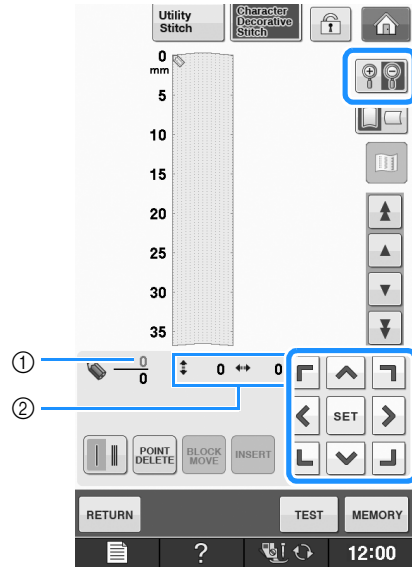 Utility
Stitch
Character
Decorative
Stitch
0
mm
5
10
15
20
25
30
35
①
0
0
0
0
②
SET
POINT
DELETE
BLOCK
MOVE
INSERT
RETURN
TEST
MEMORY
?
12:00